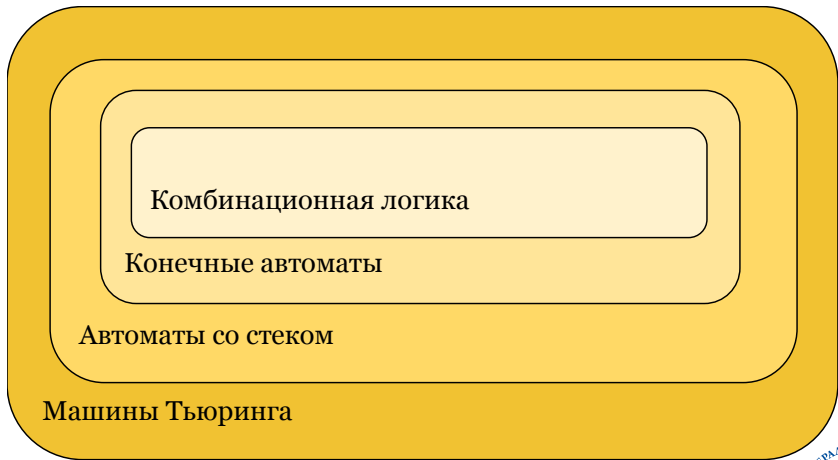 Комбинационная логика
Конечные автоматы
Автоматы со стеком
Машины Тьюринга